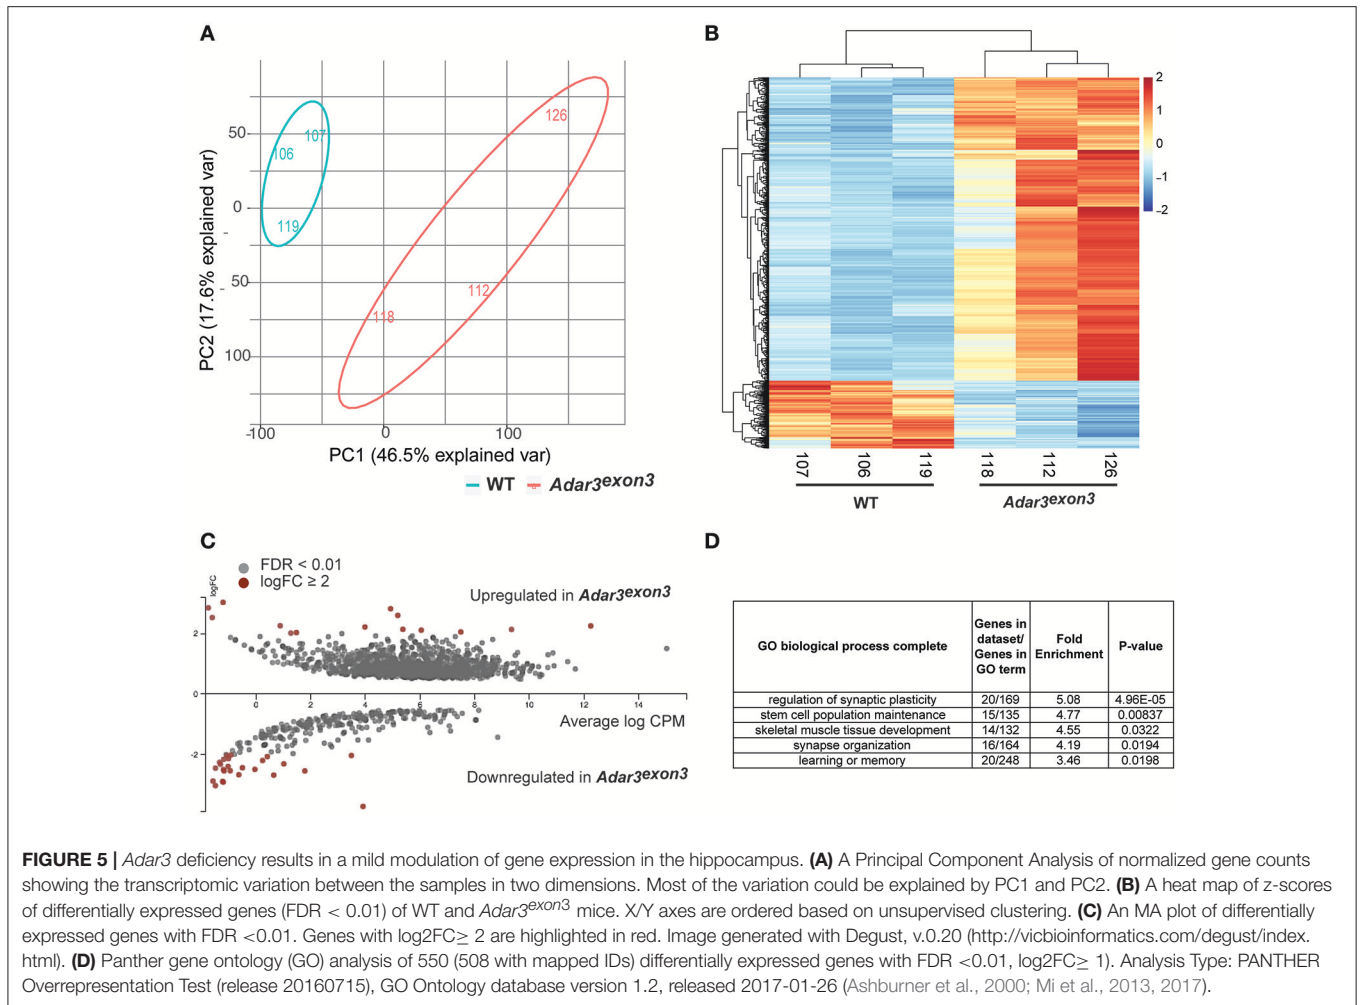 A
PC2 (17.6% explained var)
50
0
-
50
-
100
107
106
119
126
112
118
-100
0
100
PC1 (46.5% explained var)
WT Adar3exon3
B
2
1
0
−1
−2
107
106
119
118
112
126
WT
Adar3exon3
C
logFC
FDR < 0.01
logFC ≥ 2
Upregulated in Adar3exon3
2
0
-2
0 2 4 6 8 10 12 14 16
Average log CPM
Downregulated in Adar3exon3
D
GO biological process complete
Genes in
dataset/
Genes in
GO term
Fold
Enrichment
P-value
regulation of synaptic plasticity 20/169 5.08 4.96E-05
stem cell population maintenance 15/135 4.77 0.00837
skeletal muscle tissue development 14/132 4.55 0.0322
synapse organization 16/164 4.19 0.0194
learning or memory 20/248 3.46 0.0198
FIGURE 5 | Adar3 deficiency results in a mild modulation of gene expression in the hippocampus. (A) A Principal Component Analysis of normalized gene counts
showing the transcriptomic variation between the samples in two dimensions. Most of the variation could be explained by PC1 and PC2. (B) A heat map of z-scores
of differentially expressed genes (FDR < 0.01) of WT and Adar3exon3 mice. X/Y axes are ordered based on unsupervised clustering. (C) An MA plot of differentially
expressed genes with FDR <0.01. Genes with log2FC≥ 2 are highlighted in red. Image generated with Degust, v.0.20 (http://vicbioinformatics.com/degust/index.
html). (D) Panther gene ontology (GO) analysis of 550 (508 with mapped IDs) differentially expressed genes with FDR <0.01, log2FC≥ 1). Analysis Type: PANTHER
Overrepresentation Test (release 20160715), GO Ontology database version 1.2, released 2017-01-26 (Ashburner et al., 2000; Mi et al., 2013, 2017).